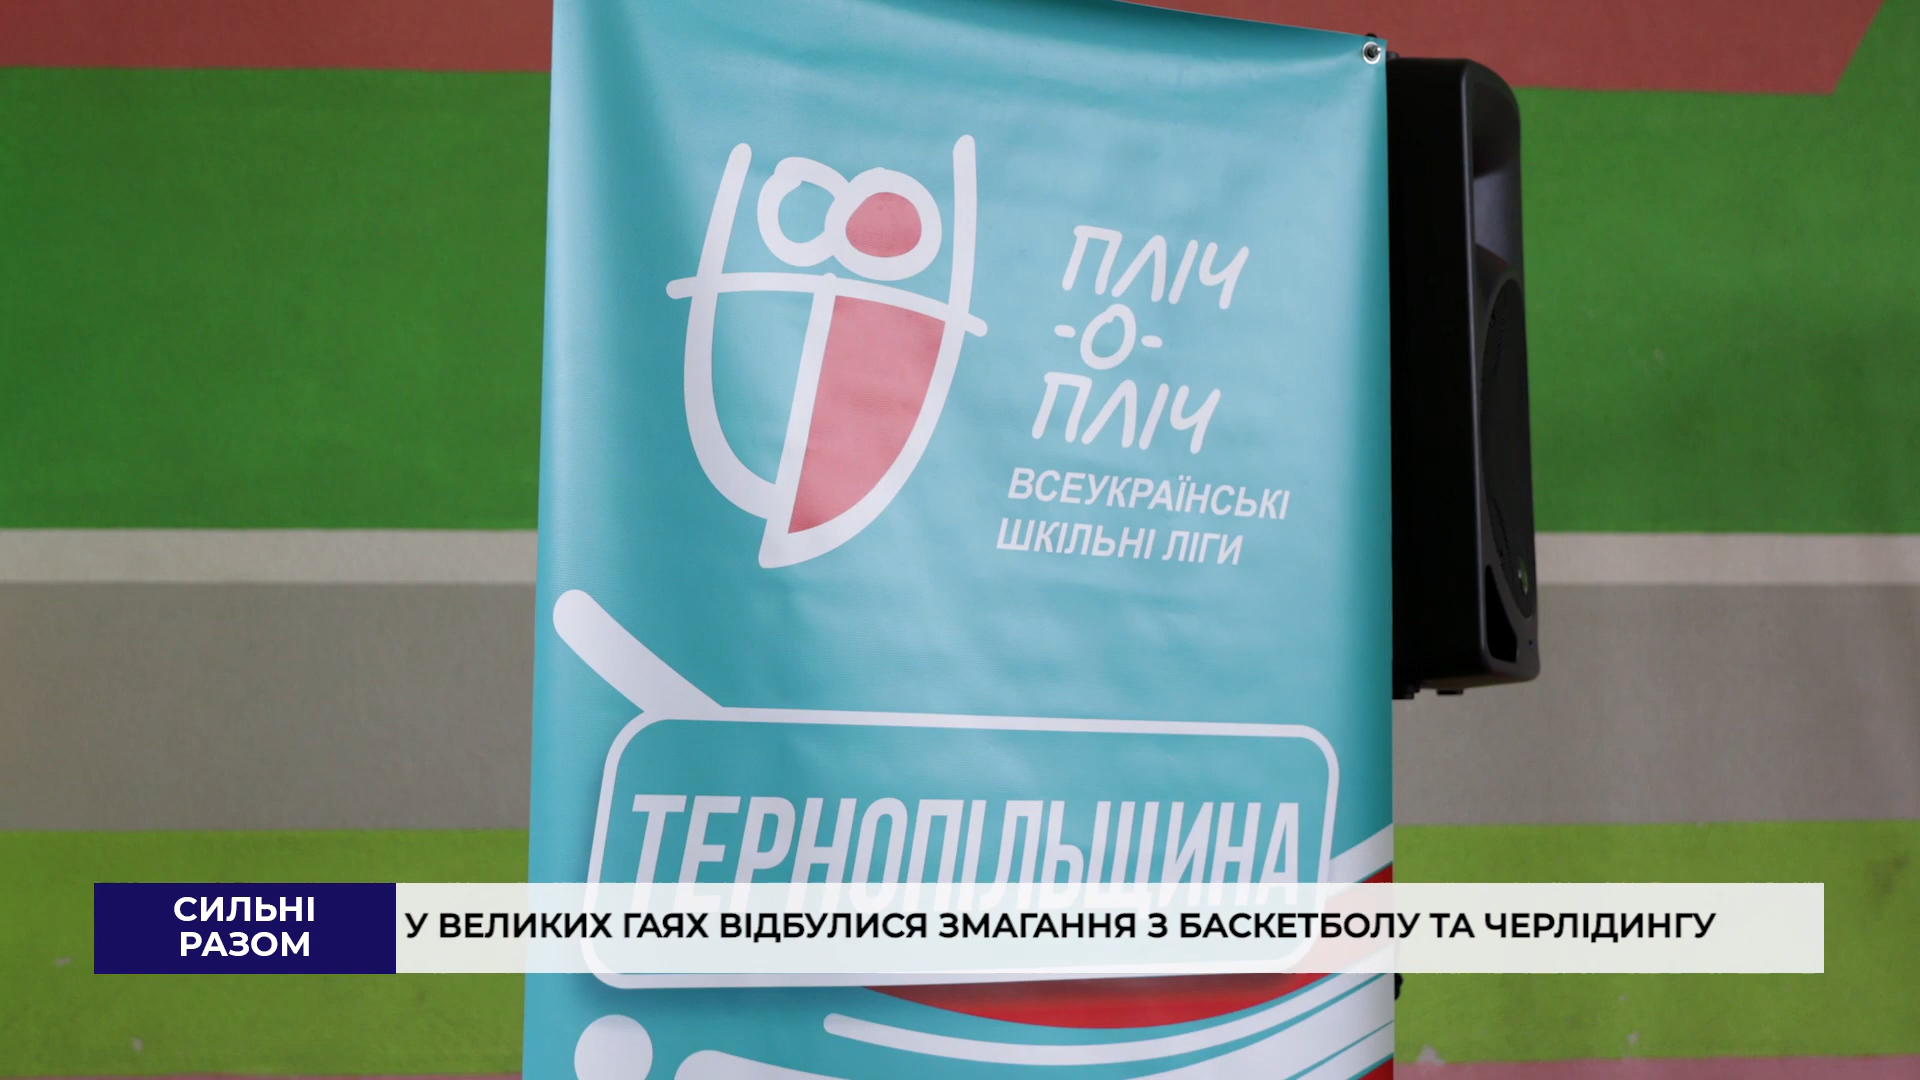 ПЛІЧ
-О-
ПЛІЧ
ВСЕУКРАЇНСЬКІ
ШКІЛЬНІ ЛІГИ
ТЕРНОПІЛЬЩИНА
СИЛЬНІ
РАЗОМ
У ВЕЛИКИХ ГАЯХ ВІДБУЛИСЯ ЗМАГАННЯ З БАСКЕТБОЛУ ТА ЧЕРЛІДИНГУ